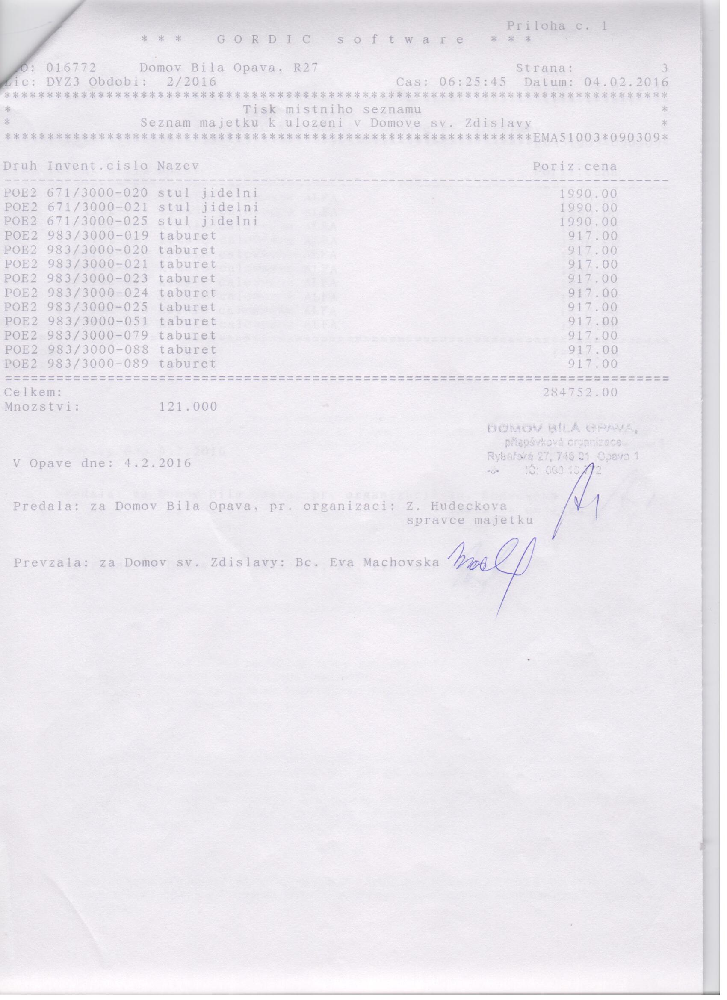 Priloha c. 1
* * * G O R D I C s o f t w a r e * * *
016772 Domov Bila Opava, R27 Strana: 3
Lic: DYZ3 Obdobi: 2/2016 Cas: 06:25:45 Datum: 04.02.2016
******************************************************************************
* Tisk mistniho seznamu *
* Seznam majetku k ulozeni v Domove sv. Zdislavy *
**************************************************************EMA51003*090309*
Druh Invent.cislo Nazev Poriz.cena
------------------------------------------------------------------------------
POE2 671/3000-020 stul jidelni 1990.00
POE2 671/3000-021 stul jidelni 1990.00
POE2 671/3000-025 stul jidelni 1990.00
POE2 983/3000-019 taburet 917.00
POE2 983/3000-020 taburet 917.00
POE2 983/3000-021 taburet 917.00
POE2 983/3000-023 taburet 917.00
POE2 983/3000-024 taburet 917.00
POE2 983/3000-025 taburet 917.00
POE2 983/3000-051 taburet 917.00
POE2 983/3000-079 taburet 917.00
POE2 983/3000-088 taburet 917.00
POE2 983/3000-089 taburet 917.00
==============================================================================
Celkem: 284752.00
Mnozstvi: 121.000
DOMOV BÍLÁ OPAVA,
příspěvková organizace
Rybářská 27, 746 01 Opava 1
IČ:
V Opave dne: 4.2.2016
Predala: za Domov Bila Opava, pr. organizaci: Z. Hudeckova
spravce majetku
Prevzala: za Domov sv. Zdislavy: Bc. Eva Machovska